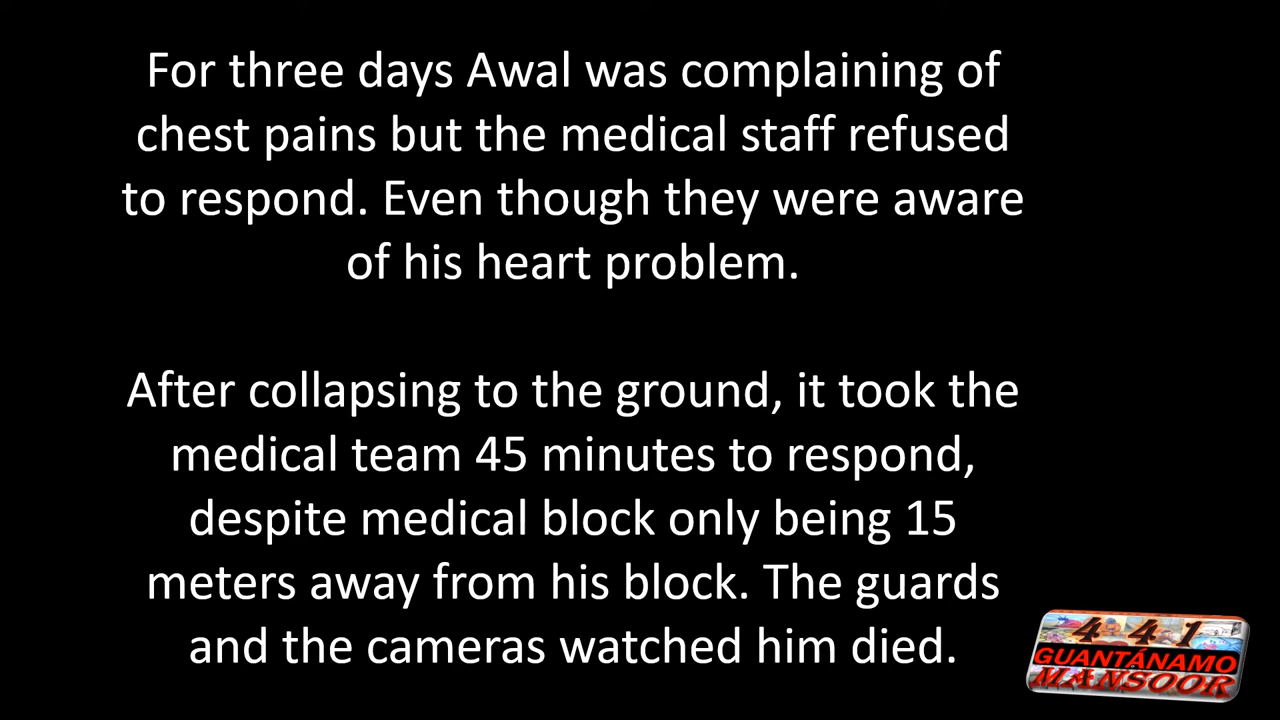 For three days Awal was complaining of
chest pains but the medical staff refused
to respond. Even though they were aware
of his heart problem.
After collapsing to the ground, it took the
medical team 45 minutes to respond,
despite medical block only being 15
meters away from his block. The guards
and the cameras watched him died.
441
GUANTÁNAMO
MANSOOR